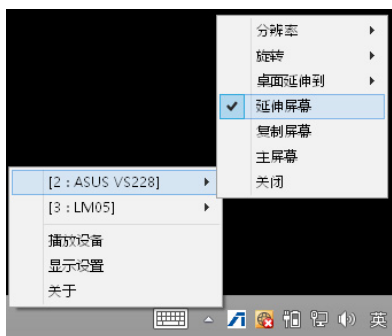 分辨率
旋转
桌面延伸到
延伸屏幕
复制屏幕
主屏幕
关闭
[2 : ASUS VS228]
[3 : LM05]
播放设备
显示设置
关于
英